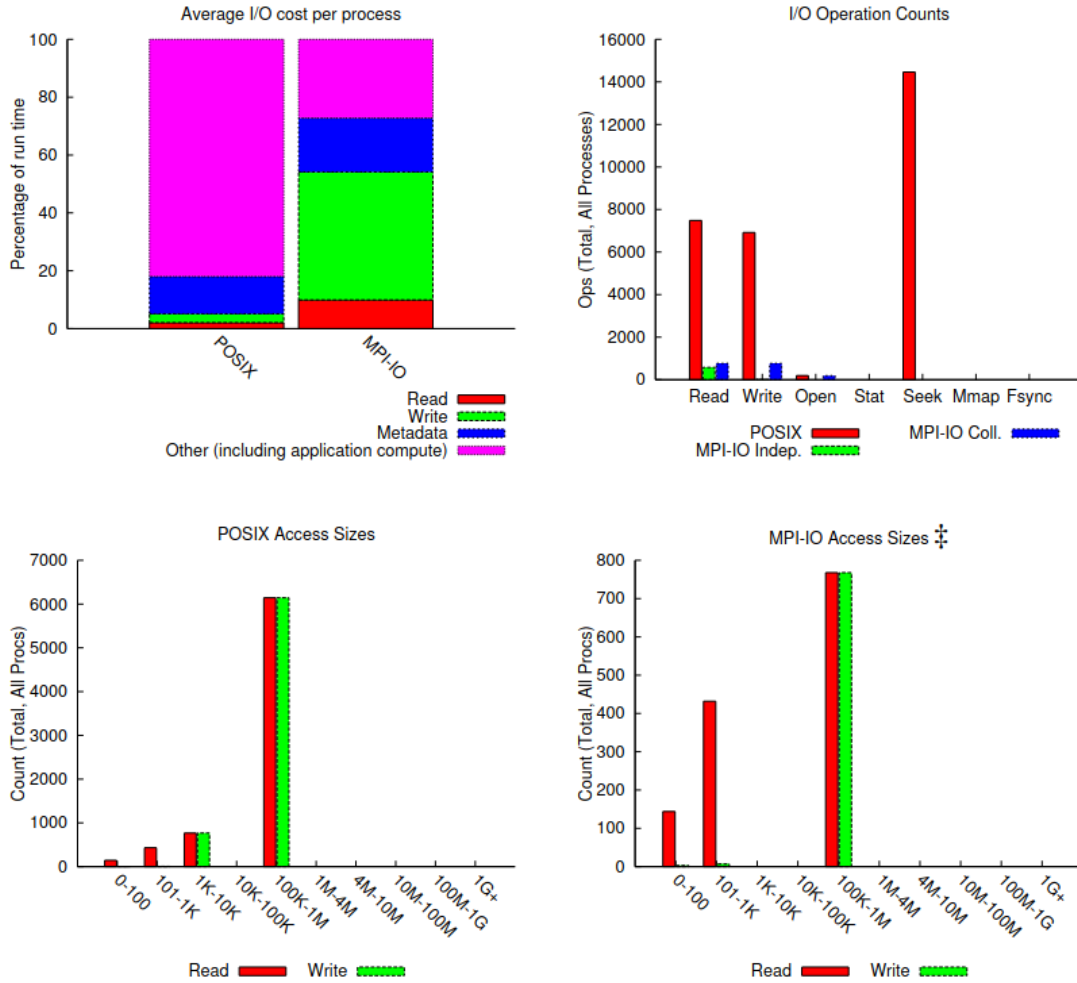 Average I/O cost per process
100
80
60
40
20
0
Percentage of run time
POSIX
MPI-IO
Read
Write
Metadata
Other (including application compute)
I/O Operation Counts
16000
14000
12000
10000
8000
6000
4000
2000
0
Ops (Total, All Processes)
Read Write Open Stat Seek Mmap Fsync
POSIX
MPI-IO Indep.
MPI-IO Coll.
POSIX Access Sizes
7000
6000
5000
4000
3000
2000
1000
0
Count (Total, All Procs)
0-100
101-1K
1K-10K
10K-100K
100K-1M
1M-4M
4M-10M
10M-100M
100M-1G
1G+
Read Write
MPI-IO Access Sizes ‡
800
700
600
500
400
300
200
100
0
Count (Total, All Procs)
0-100
101-1K
1K-10K
10K-100K
100K-1M
1M-4M
4M-10M
10M-100M
100M-1G
1G+
Read Write